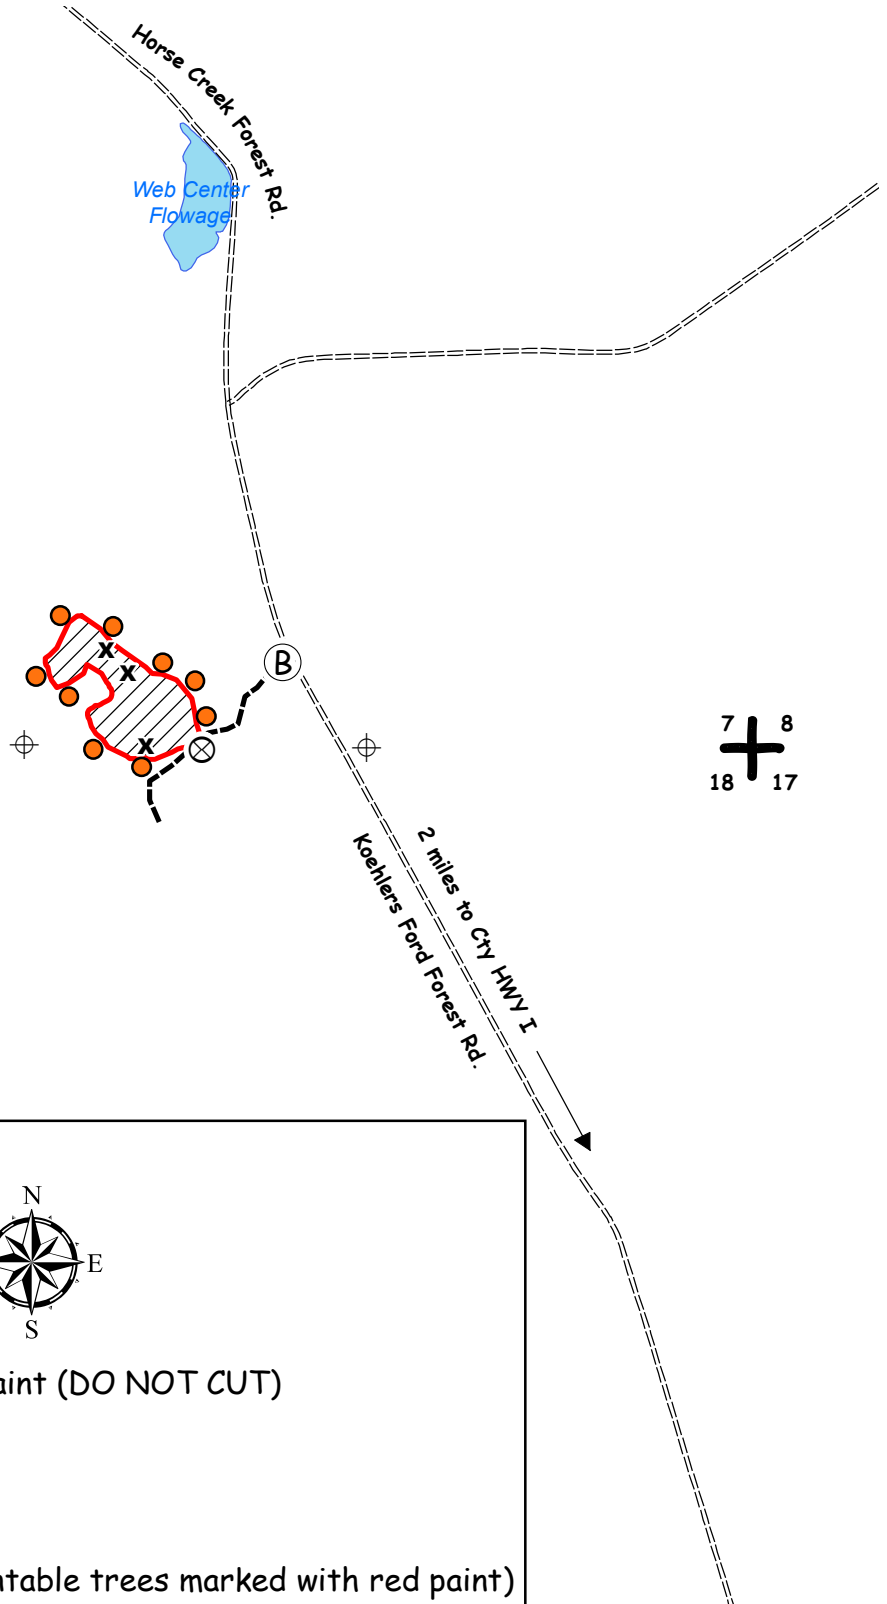 Horse Creek Forest Rd.
Web Center
Flowage
B
x
x
x
7 8
18 17
2 miles to Cty HWY I
Koehlers Ford Forest Rd.
N
E
S
aint (DO NOT CUT)
ntable trees marked with red paint)